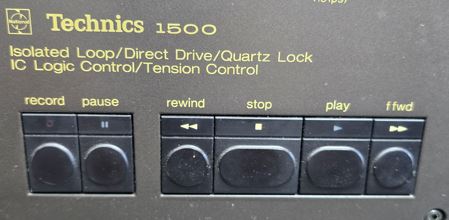 National
Technics 1500
Isolated Loop/Direct Drive/Quartz Lock
IC Logic Control/Tension Control
record pause rewind stop play ffwd